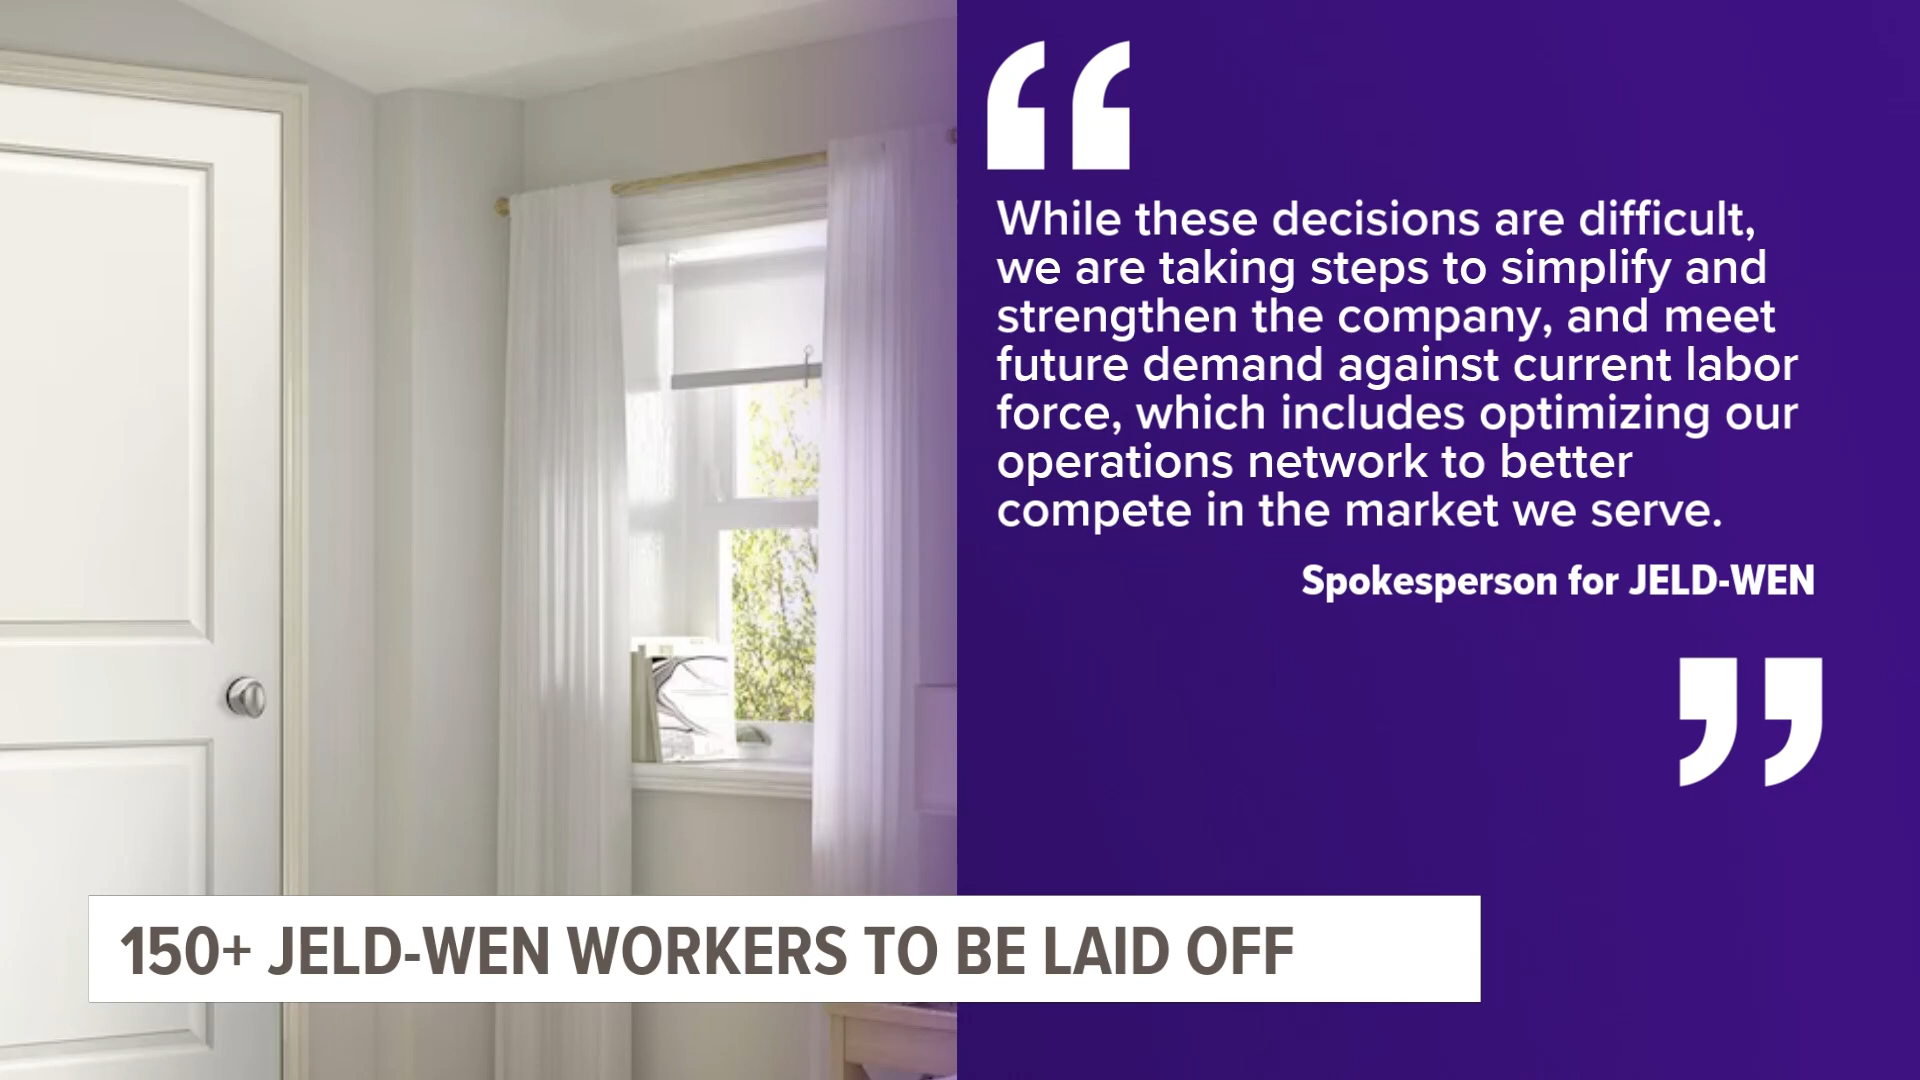 While these decisions are difficult,
we are taking steps to simplify and
strengthen the company, and meet
future demand against current labor
force, which includes optimizing our
operations network to better
compete in the market we serve.
Spokesperson for JELD-WEN
150+ JELD-WEN WORKERS TO BE LAID OFF